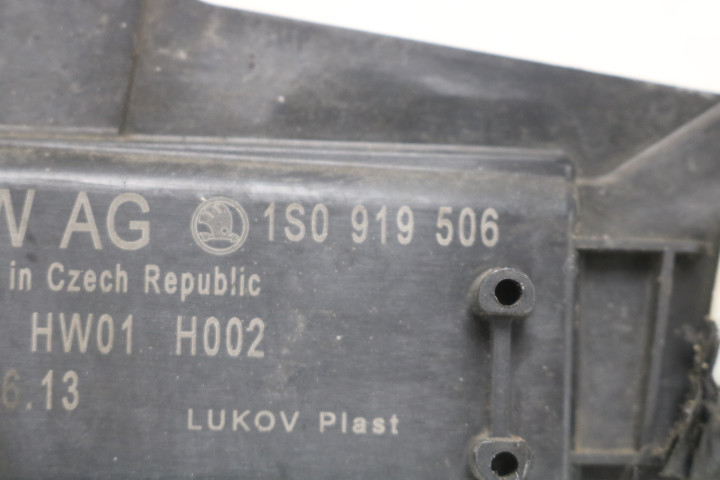 W AG 1S0 919 506
in Czech Republic
HW01 H002
6.13
LUKOV Plast